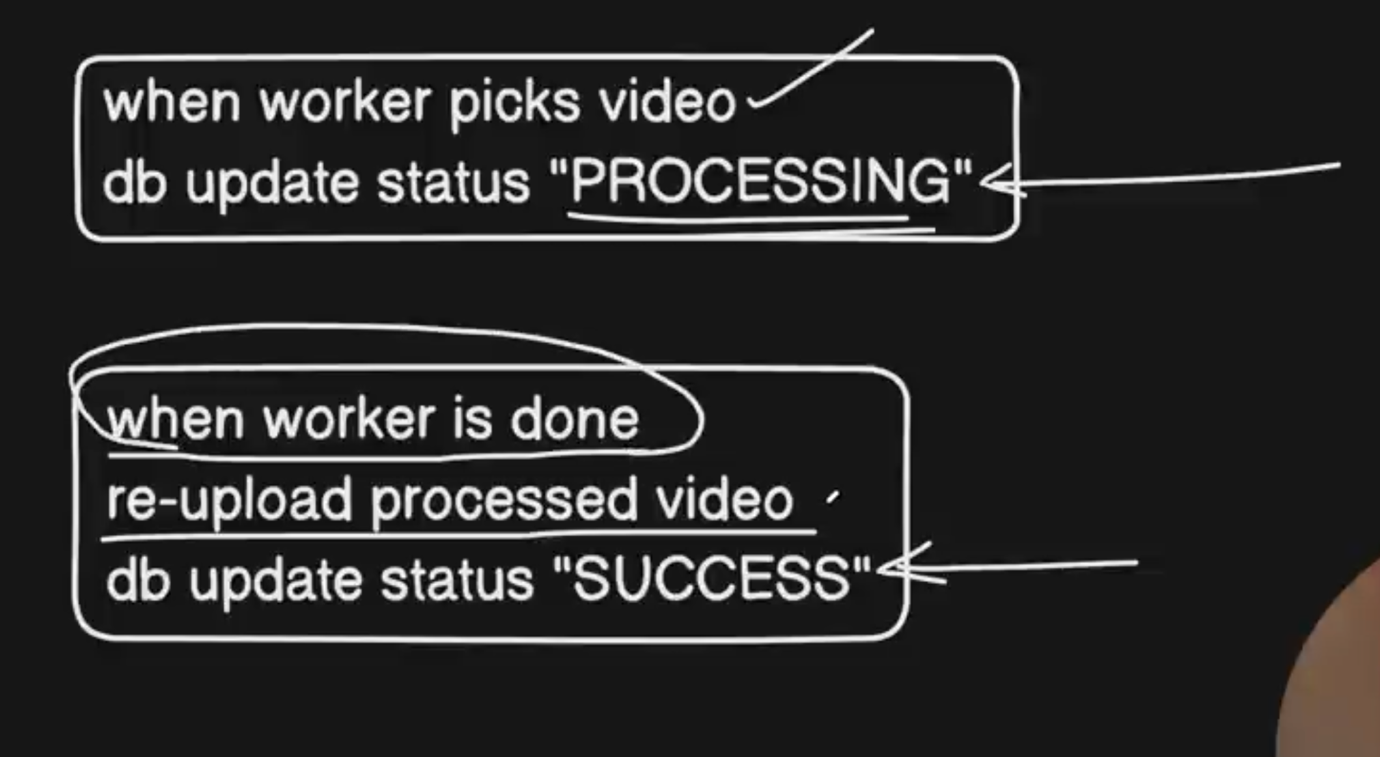 when worker picks video
db update status "PROCESSING"
when worker is done
re-upload processed video
db update status "SUCCESS"